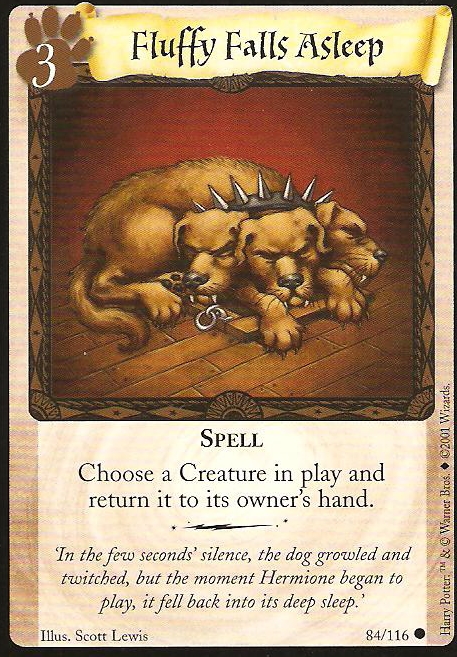 3
Fluffy Falls Asleep
SPELL
Choose a Creature in play and
return it to its owner's hand.
'In the few seconds' silence, the dog growled and
twitched, but the moment Hermione began to
play, it fell back into its deep sleep.'
Illus. Scott Lewis
84/116 ●
Harry Potter: ™ & © Warner Bros. ◆ ©2001 Wizards.